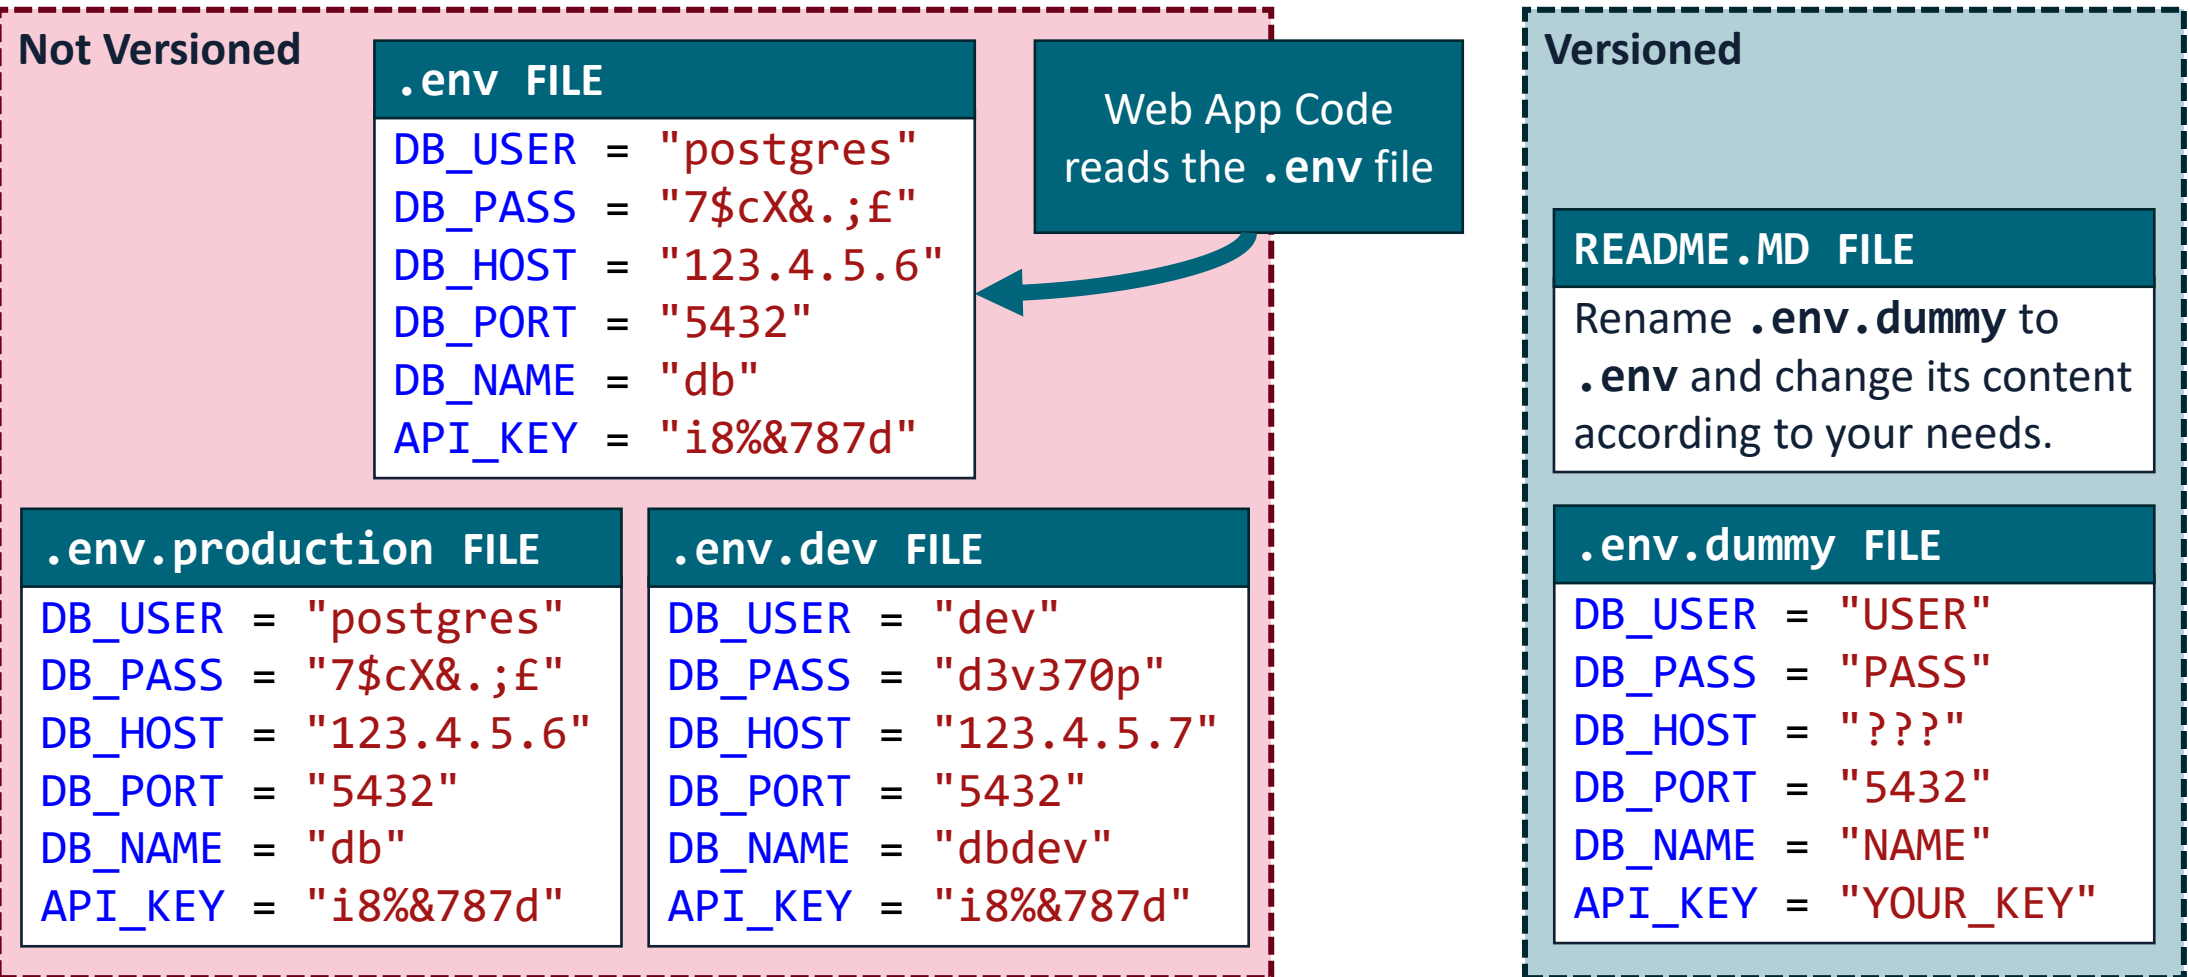 Not Versioned
.env FILE
DB_USER = "postgres"
DB_PASS = "7$cX&.;£"
DB_HOST = "123.4.5.6"
DB_PORT = "5432"
DB_NAME = "db"
API_KEY = "i8%&787d"
Web App Code
reads the .env file
.env.production FILE
DB_USER = "postgres"
DB_PASS = "7$cX&.;£"
DB_HOST = "123.4.5.6"
DB_PORT = "5432"
DB_NAME = "db"
API_KEY = "i8%&787d"
.env.dev FILE
DB_USER = "dev"
DB_PASS = "d3v370p"
DB_HOST = "123.4.5.7"
DB_PORT = "5432"
DB_NAME = "dbdev"
API_KEY = "i8%&787d"
Versioned
README.MD FILE
Rename .env.dummy to
.env and change its content
according to your needs.
.env.dummy FILE
DB_USER = "USER"
DB_PASS = "PASS"
DB_HOST = "???"
DB_PORT = "5432"
DB_NAME = "NAME"
API_KEY = "YOUR_KEY"